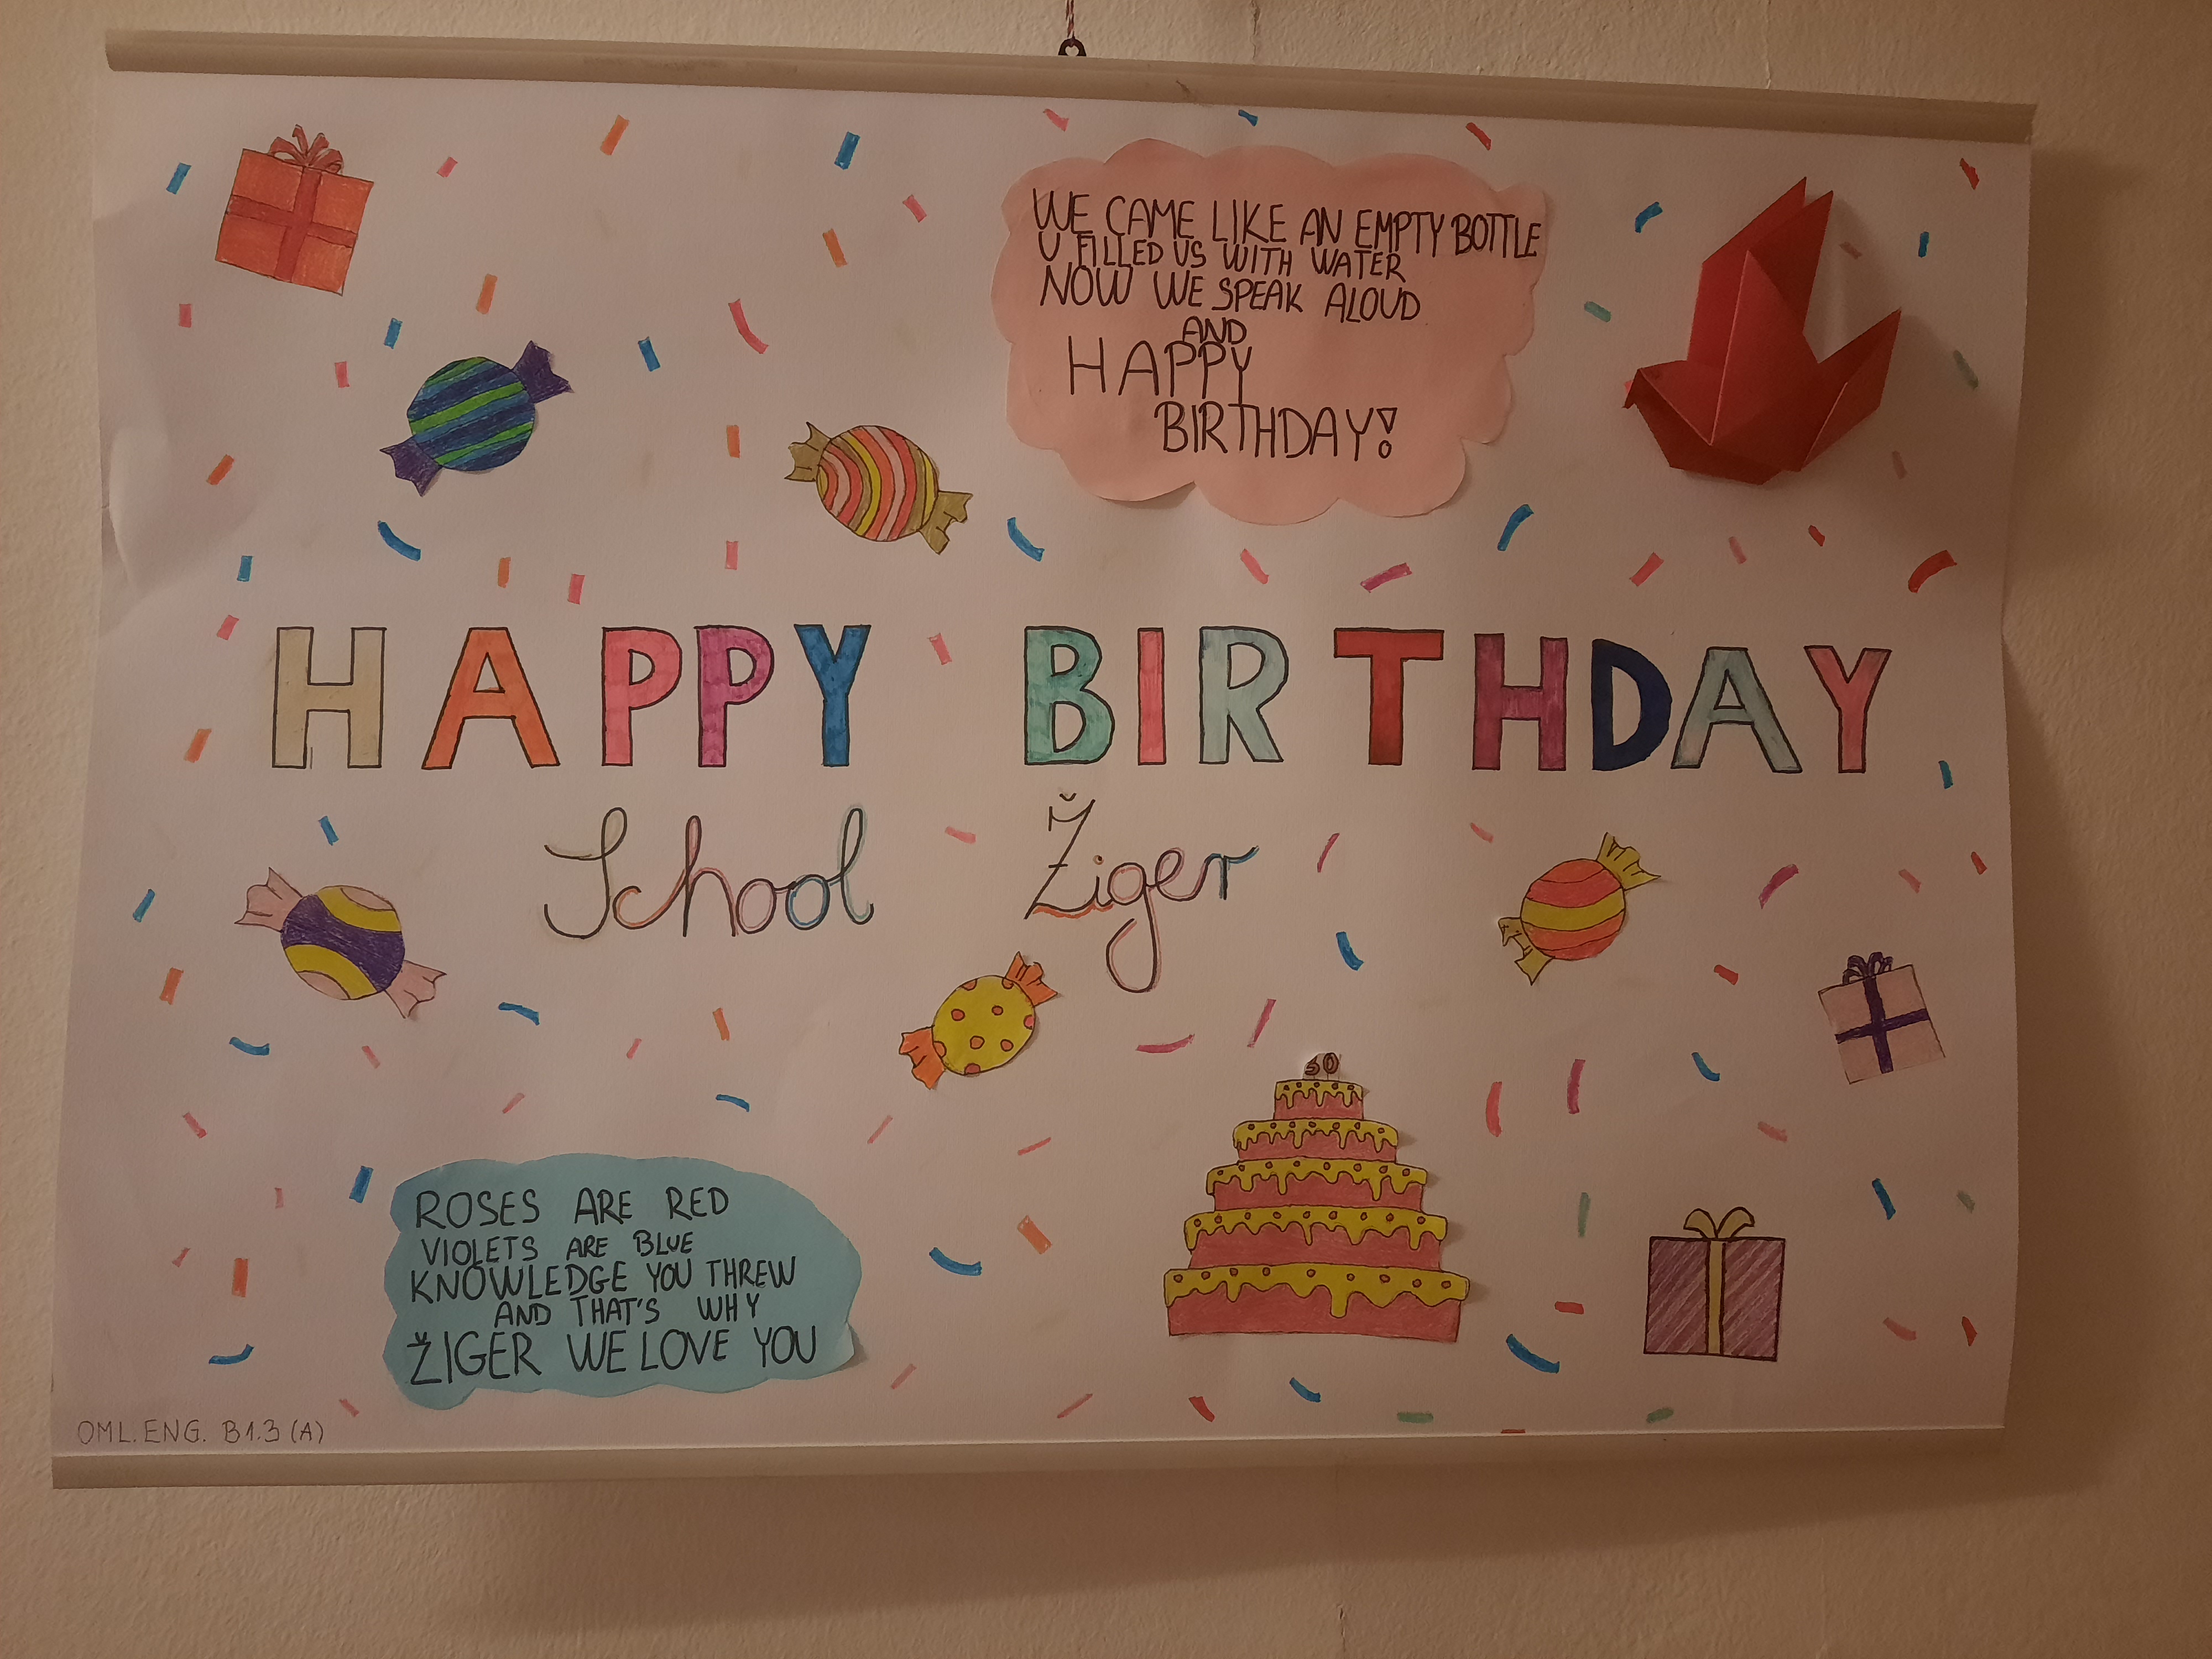 WE CAME LIKE AN EMPTY BOTTLE
U FILLED US WITH WATER
NOW WE SPEAK ALOUD
AND
HAPPY
BIRTHDAY!
HAPPY BIRTHDAY
School Žiger
ROSES ARE RED
VIOLETS ARE BLUE
KNOWLEDGE YOU THREW
AND THAT'S WHY
ŽIGER WE LOVE YOU
OML.ENG. B1.3 (A)